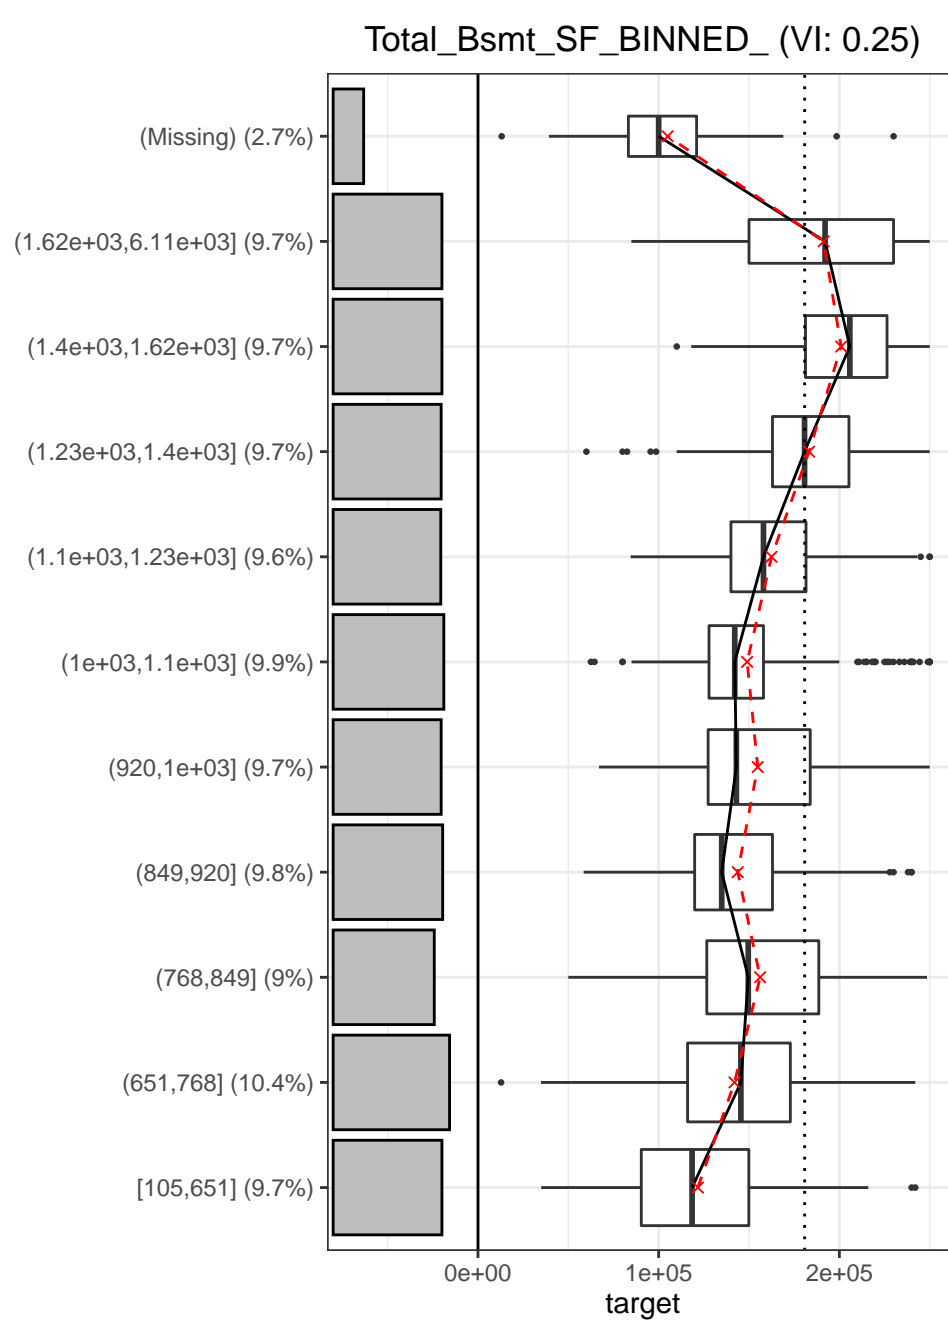 Total_Bsmt_SF_BINNED_ (VI: 0.25)
(Missing) (2.7%)
(1.62e+03,6.11e+03] (9.7%)
(1.4e+03,1.62e+03] (9.7%)
(1.23e+03,1.4e+03] (9.7%)
(1.1e+03,1.23e+03] (9.6%)
(1e+03,1.1e+03] (9.9%)
(920,1e+03] (9.7%)
(849,920] (9.8%)
(768,849] (9%)
(651,768] (10.4%)
[105,651] (9.7%)
0e+00 1e+05 2e+05
target